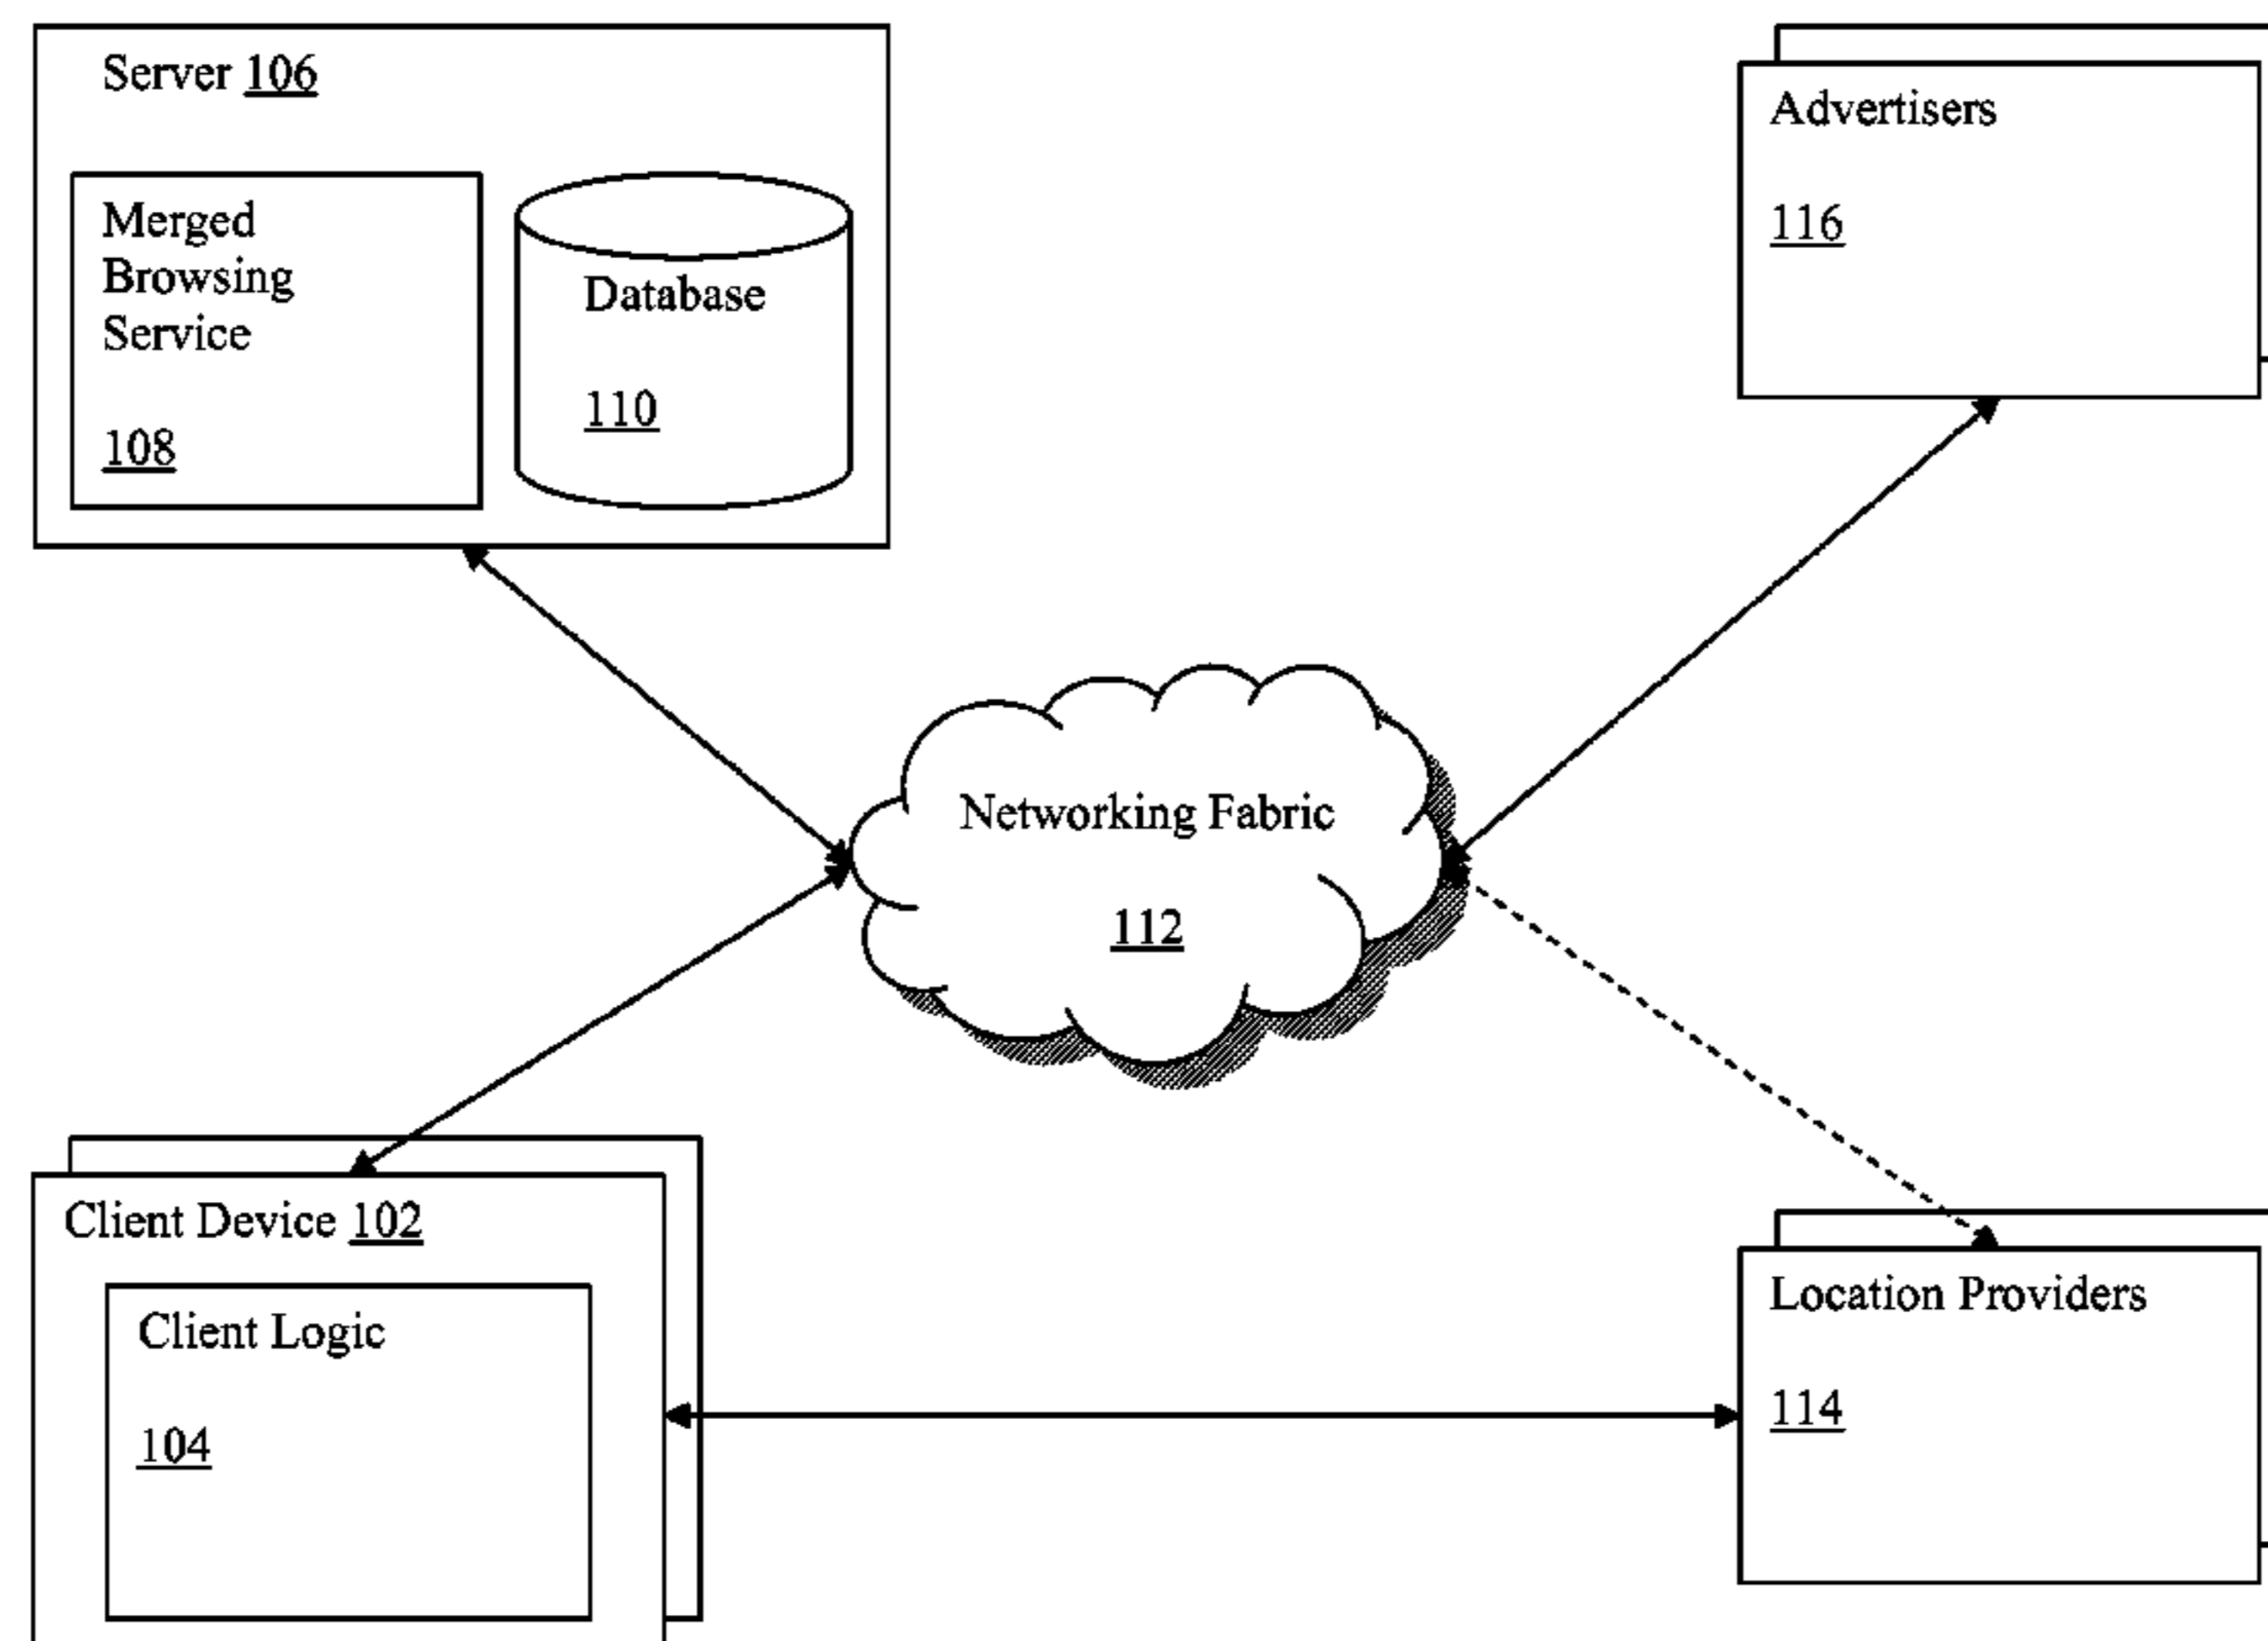 Server 106
Merged
Browsing
Service
108
Database
110
Advertisers
116
Networking Fabric
112
Client Device 102
Client Logic
104
Location Providers
114